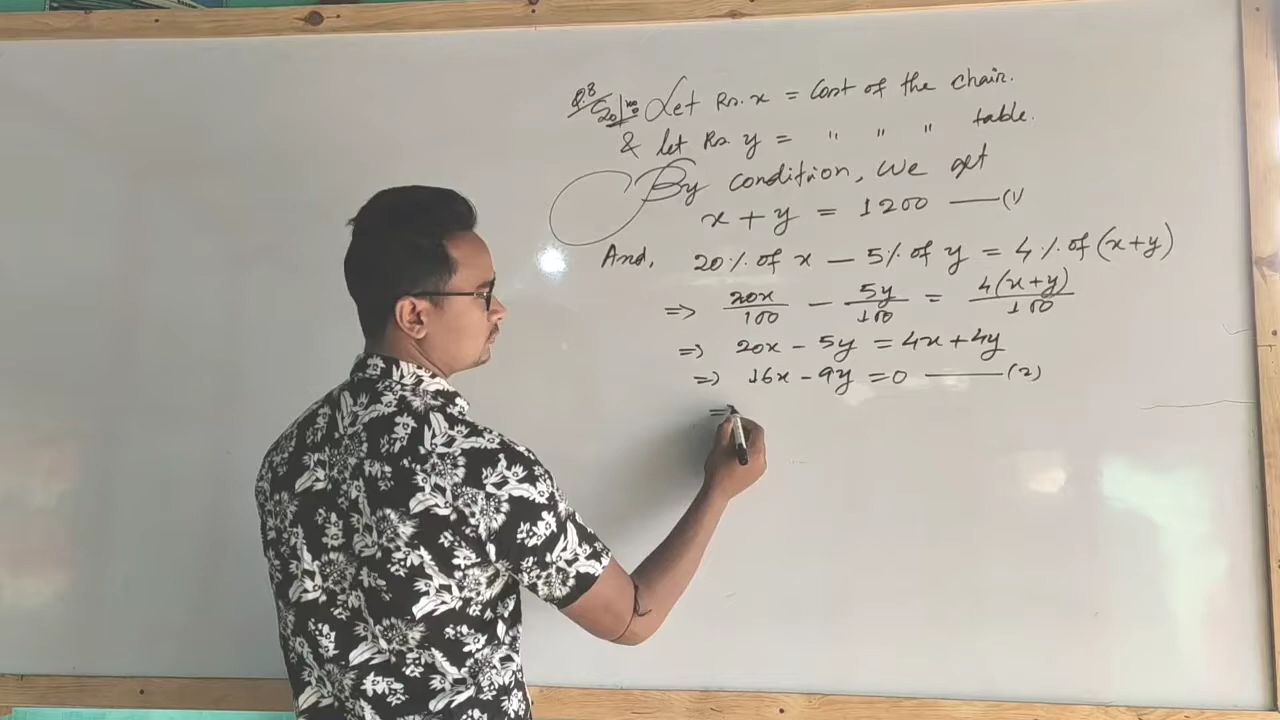 Q.8 Let Rs. x = Cost of the chair.
& let Rs. y = " " " table.
By condition, We get
x + y = 1200 —(1)
And, 20% of x — 5% of y = 4% of (x+y)
=> 20x/100 - 5y/100 = 4(x+y)/100
=> 20x - 5y = 4x + 4y
=> 16x - 9y = 0 —(2)
=